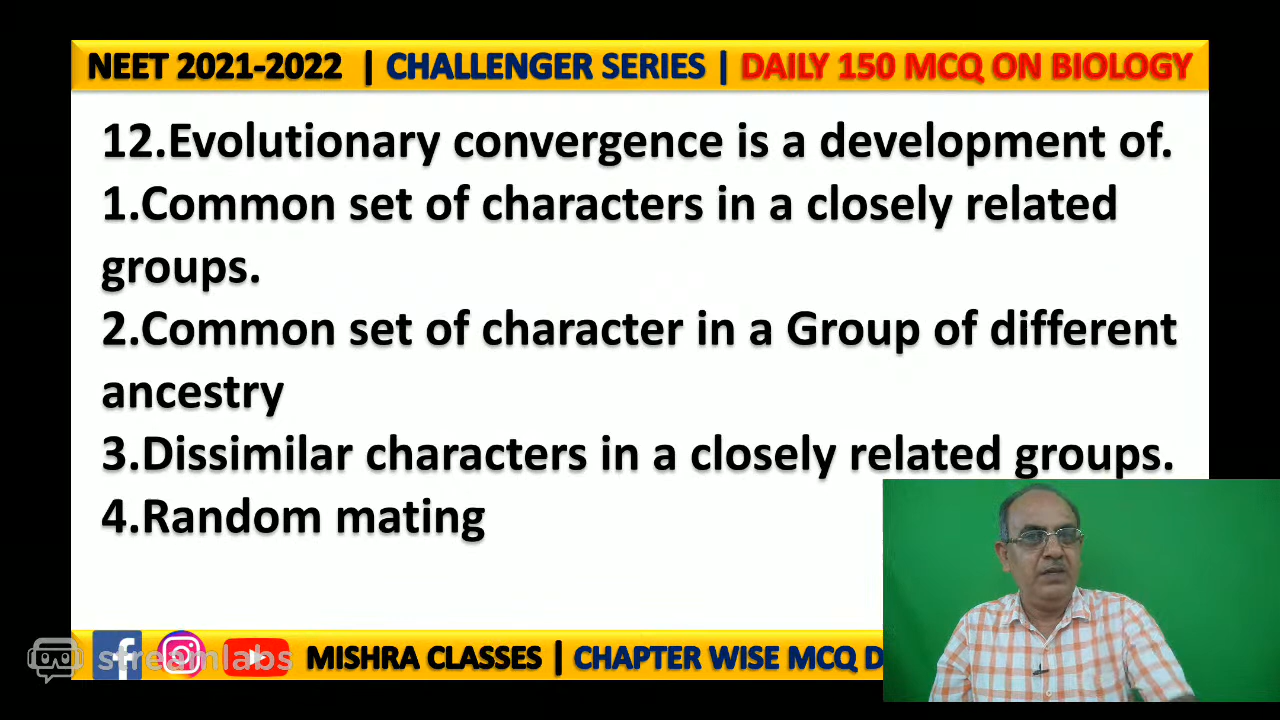 NEET 2021-2022 | CHALLENGER SERIES | DAILY 150 MCQ ON BIOLOGY
12.Evolutionary convergence is a development of.
1.Common set of characters in a closely related
groups.
2.Common set of character in a Group of different
ancestry
3.Dissimilar characters in a closely related groups.
4.Random mating
streamlabs
MISHRA CLASSES | CHAPTER WISE MCQ